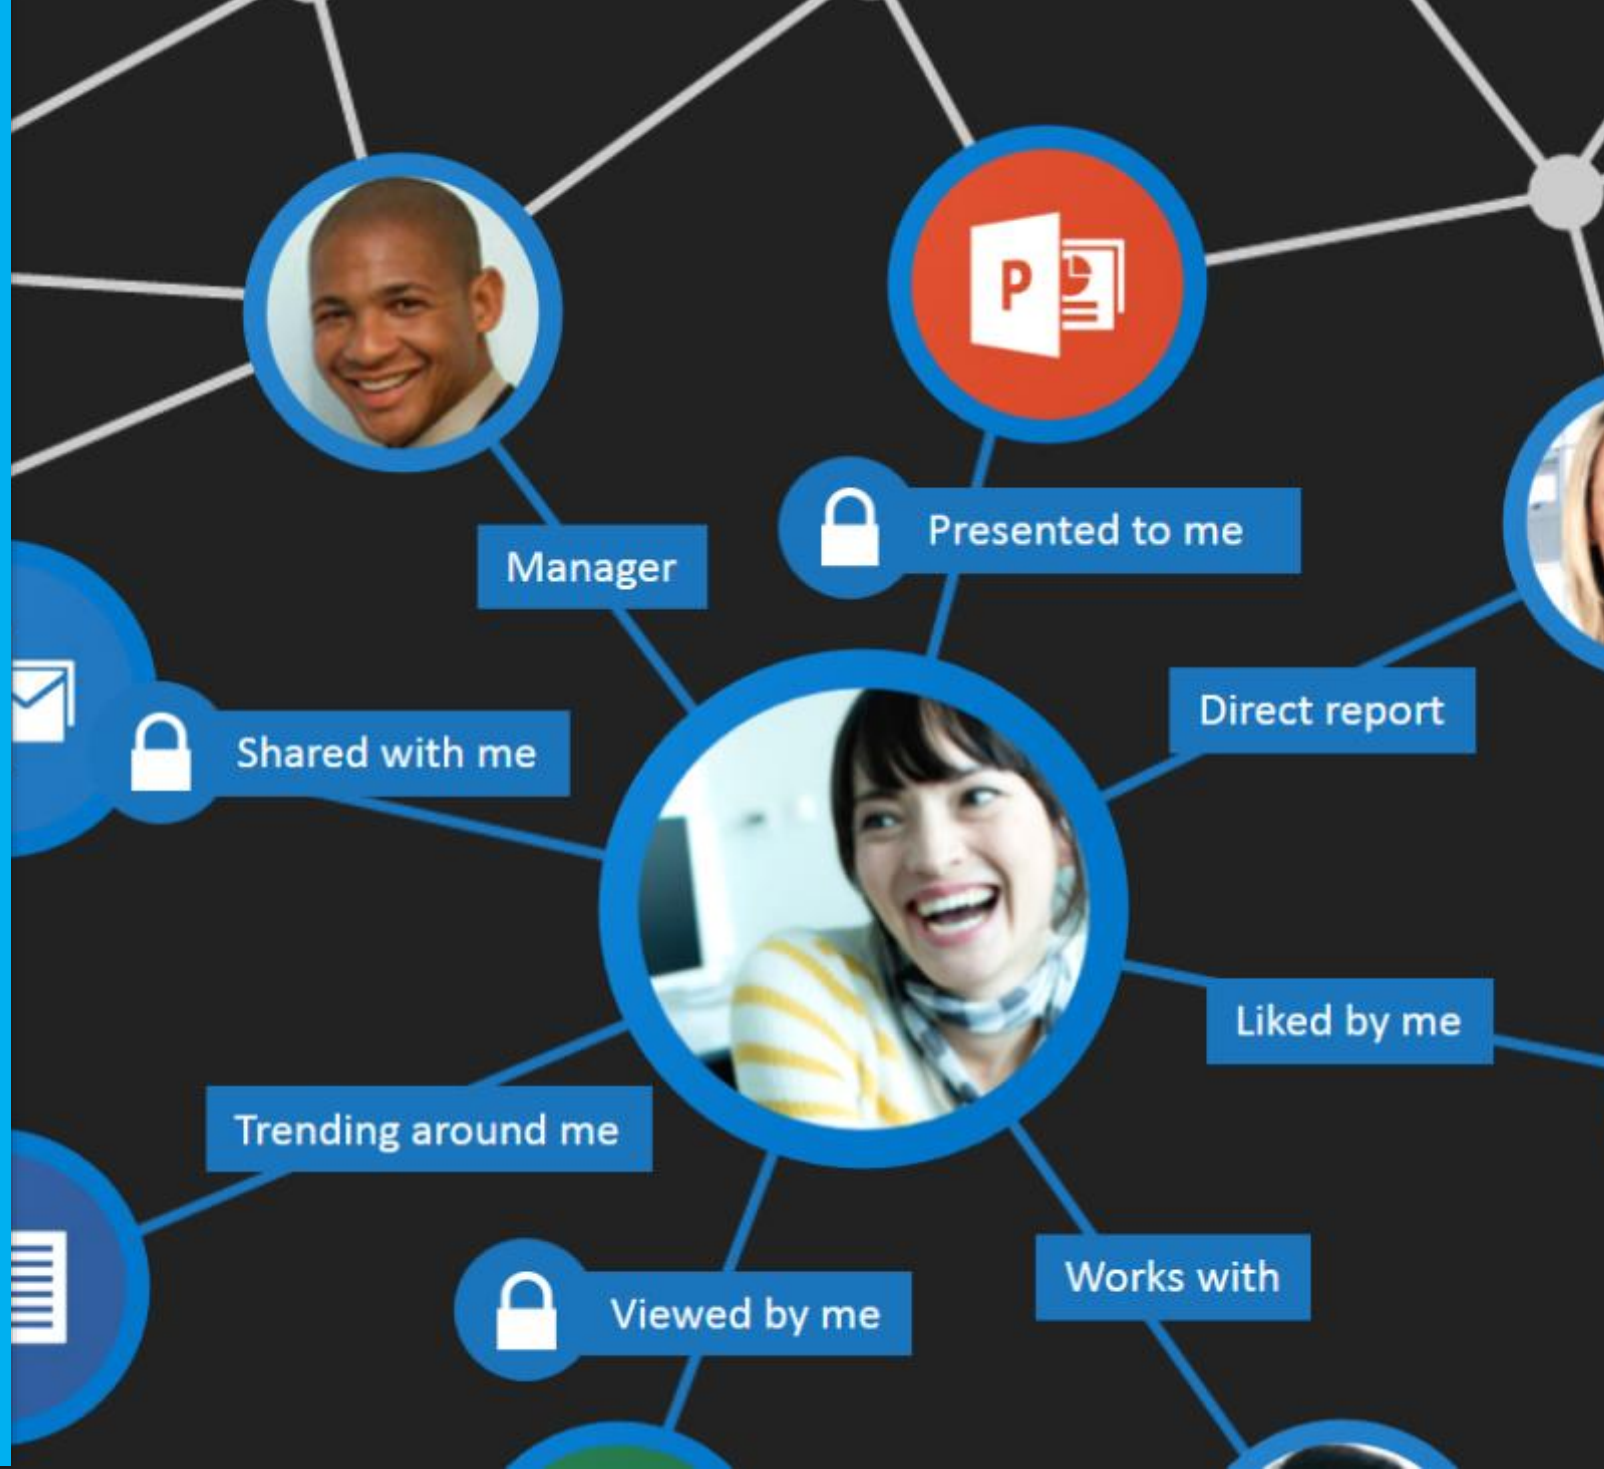 P
Presented to me
Manager
Direct report
Shared with me
Liked by me
Trending around me
Works with
Viewed by me